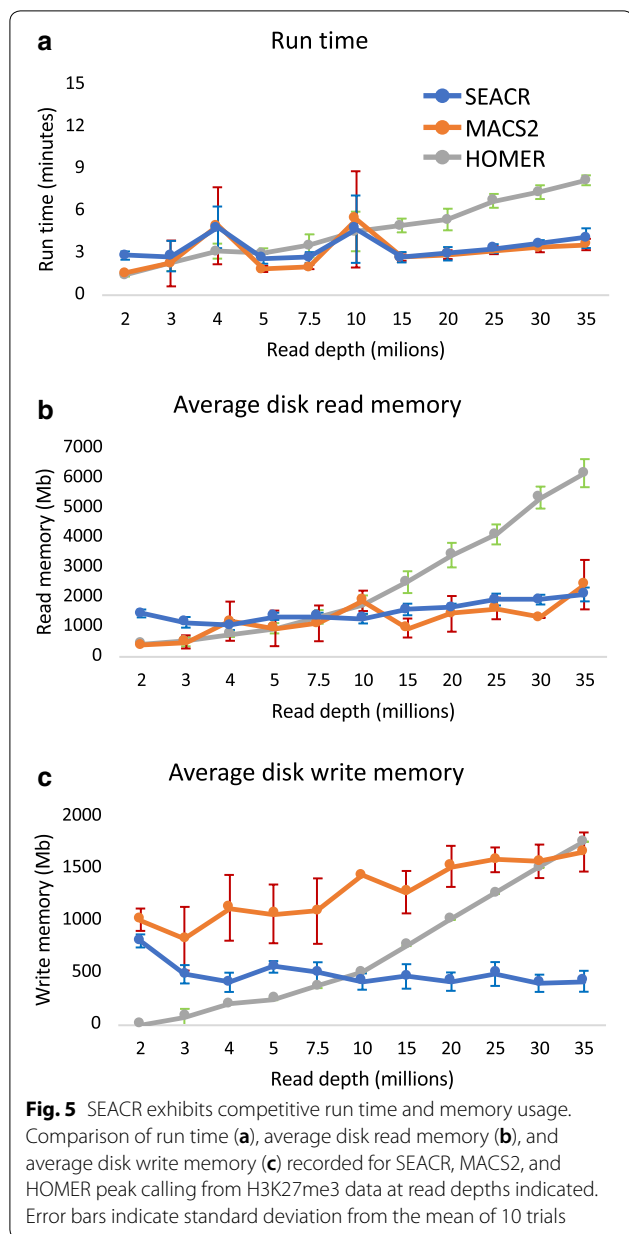 a
Run time
15
12
9
6
3
0
Run time (minutes)
SEACR
MACS2
HOMER
2 3 4 5 7.5 10 15 20 25 30 35
Read depth (milions)
b
Average disk read memory
7000
6000
5000
4000
3000
2000
1000
0
Read memory (Mb)
2 3 4 5 7.5 10 15 20 25 30 35
Read depth (millions)
c
Average disk write memory
2000
1500
1000
500
0
Write memory (Mb)
2 3 4 5 7.5 10 15 20 25 30 35
Read depth (millions)
Fig. 5 SEACR exhibits competitive run time and memory usage.
Comparison of run time (a), average disk read memory (b), and
average disk write memory (c) recorded for SEACR, MACS2, and
HOMER peak calling from H3K27me3 data at read depths indicated.
Error bars indicate standard deviation from the mean of 10 trials